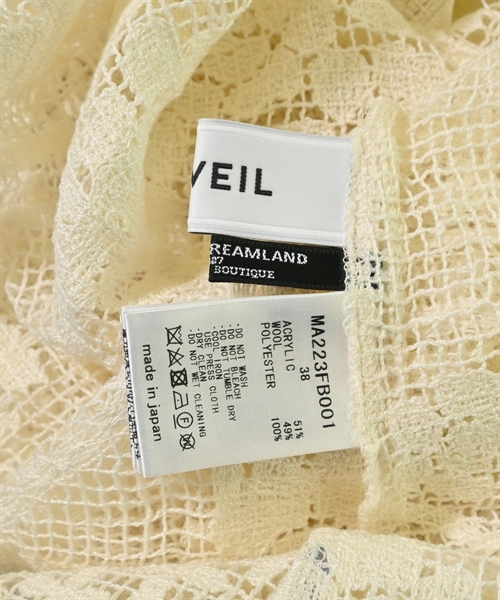 VEIL
REAMLAND
87
BOUTIQUE
MA223FB001
38
ACRYLIC 51%
WOOL 49%
POLYESTER 100%
·DO NOT WASH
·DO NOT BLEACH
·DO NOT TUMBLE DRY
·COOL IRON
USE PRESS CLOTH
·DRY CLEAN
·DO NOT WET CLEANING
made in japan